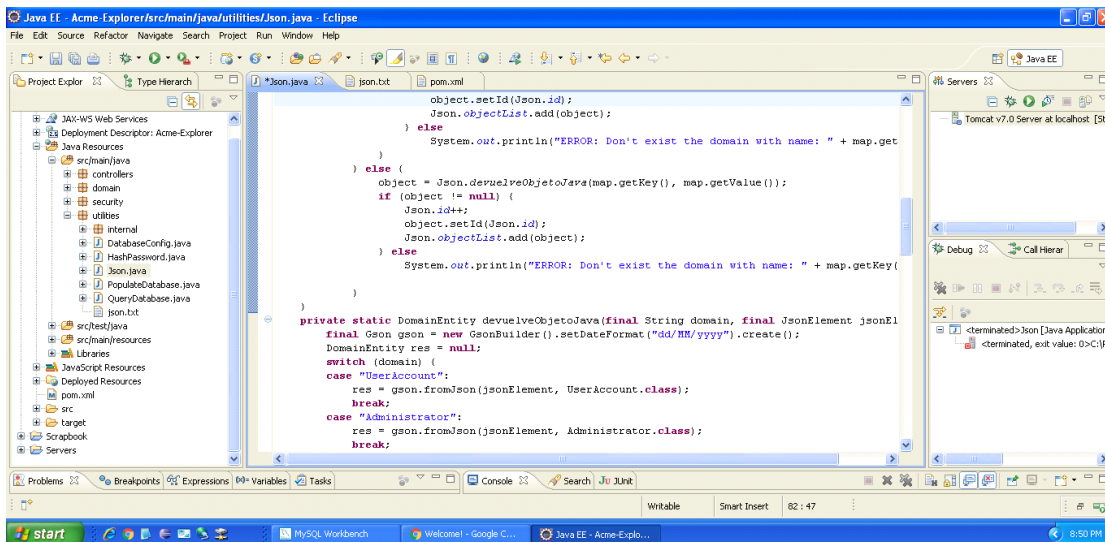 Java EE - Acme-Explorer/src/main/java/utilities/Json.java - Eclipse
File Edit Source Refactor Navigate Search Project Run Window Help
Java EE
Project Explor
Type Hierarch
*Json.java
json.txt
pom.xml
Servers
JAX-WS Web Services
Deployment Descriptor: Acme-Explorer
Java Resources
src/main/java
controllers
domain
security
utilities
internal
DatabaseConfig.java
HashPassword.java
Json.java
PopulateDatabase.java
QueryDatabase.java
json.txt
src/test/java
src/main/resources
Libraries
JavaScript Resources
Deployed Resources
pom.xml
src
target
Scrapbook
Servers
object.setId(Json.id);
Json.objectList.add(object);
} else
System.out.println("ERROR: Don't exist the domain with name: " + map.get
}
} else {
object = Json.devuelveObjetoJava(map.getKey(), map.getValue());
if (object != null) {
Json.id++;
object.setId(Json.id);
Json.objectList.add(object);
} else
System.out.println("ERROR: Don't exist the domain with name: " + map.getKey(
}
}
private static DomainEntity devuelveObjetoJava(final String domain, final JsonElement jsonEl
final Gson gson = new GsonBuilder().setDateFormat("dd/MM/yyyy").create();
DomainEntity res = null;
switch (domain) {
case "UserAccount":
res = gson.fromJson(jsonElement, UserAccount.class);
break;
case "Administrator":
res = gson.fromJson(jsonElement, Administrator.class);
break;
Tomcat v7.0 Server at localhost [St
Debug
Call Hierar
<terminated>Json [Java Application
<terminated, exit value: 0>C:\P
Problems
Breakpoints
Expressions
Variables
Tasks
Console
Search
JUnit
Writable
Smart Insert
82 : 47
start
MySQL Workbench
Welcome! - Google C...
Java EE - Acme-Explo...
8:50 PM